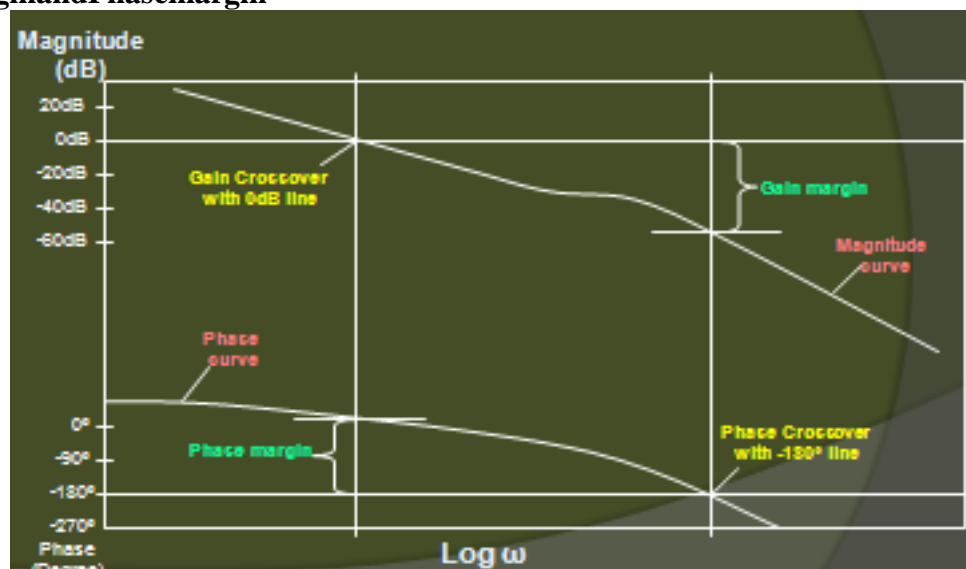 Magnitude
(dB)
20dB
0dB
-20dB
-40dB
-60dB
Gain Crossover
with 0dB line
Gain margin
Magnitude
curve
Phase
curve
0°
-90°
-180°
-270°
Phase margin
Phase Crossover
with -180° line
Phase
Log ω